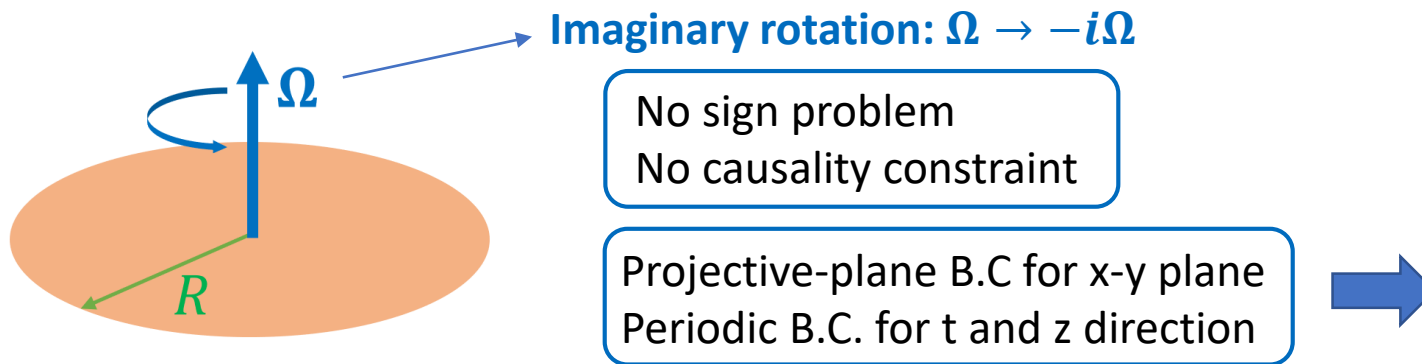 Imaginary rotation: Ω → −iΩ
Ω
No sign problem
No causality constraint
R
Projective-plane B.C for x-y plane
Periodic B.C. for t and z direction